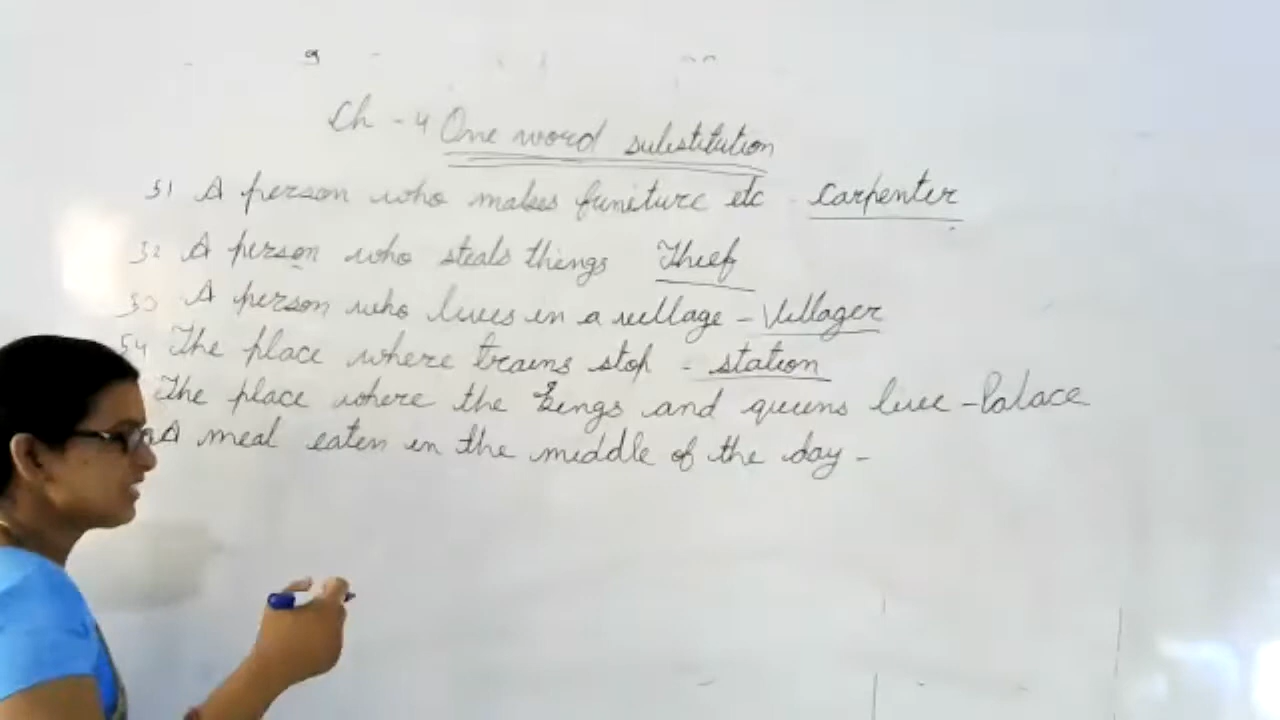 Ch - 4 One word substitution
51 A person who makes funiture etc - Carpenter
52 A person who steals things Thief
53 A person who lives in a village - Villager
54 The place where trains stop - station
The place where the kings and queens live - Palace
A meal eaten in the middle of the day -